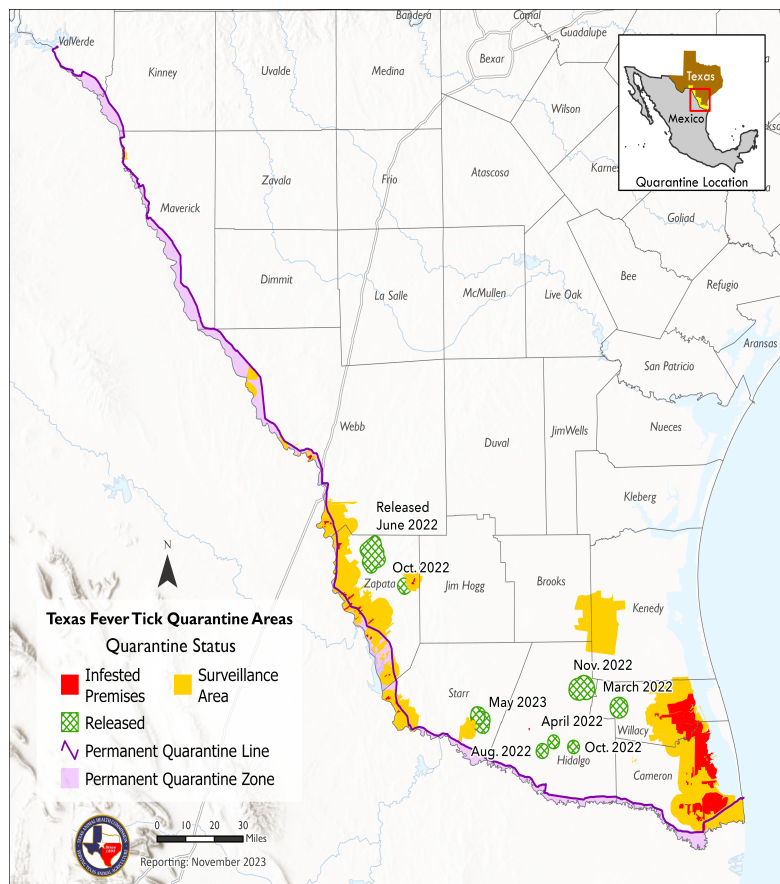 Bandera
Comal
Guadalupe
ValVerde
Kinney
Uvalde
Medina
Bexar
Wilson
Texas
Mexico
Quarantine Location
Karnes
Atascosa
Frio
Zavala
Maverick
Goliad
Dimmit
La Salle
McMullen
Live Oak
Bee
Refugio
Aransas
San Patricio
Webb
Duval
JimWells
Nueces
Kleberg
Released
June 2022
Oct. 2022
Zapata
Jim Hogg
Brooks
Kenedy
N
Texas Fever Tick Quarantine Areas
Quarantine Status
Infested
Premises
Surveillance
Area
Released
Permanent Quarantine Line
Permanent Quarantine Zone
Nov. 2022
March 2022
Starr
May 2023
April 2022
Willacy
Aug. 2022
Oct. 2022
Hidalgo
Cameron
0 10 20 30
Miles
Reporting: November 2023